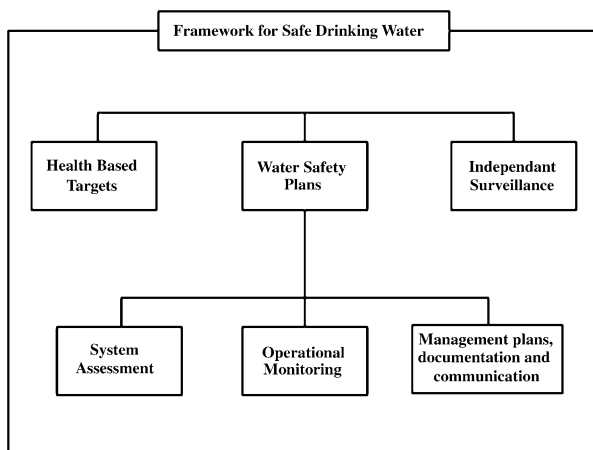 Framework for Safe Drinking Water
Health Based
Targets
Water Safety
Plans
Independant
Surveillance
System
Assessment
Operational
Monitoring
Management plans,
documentation and
communication